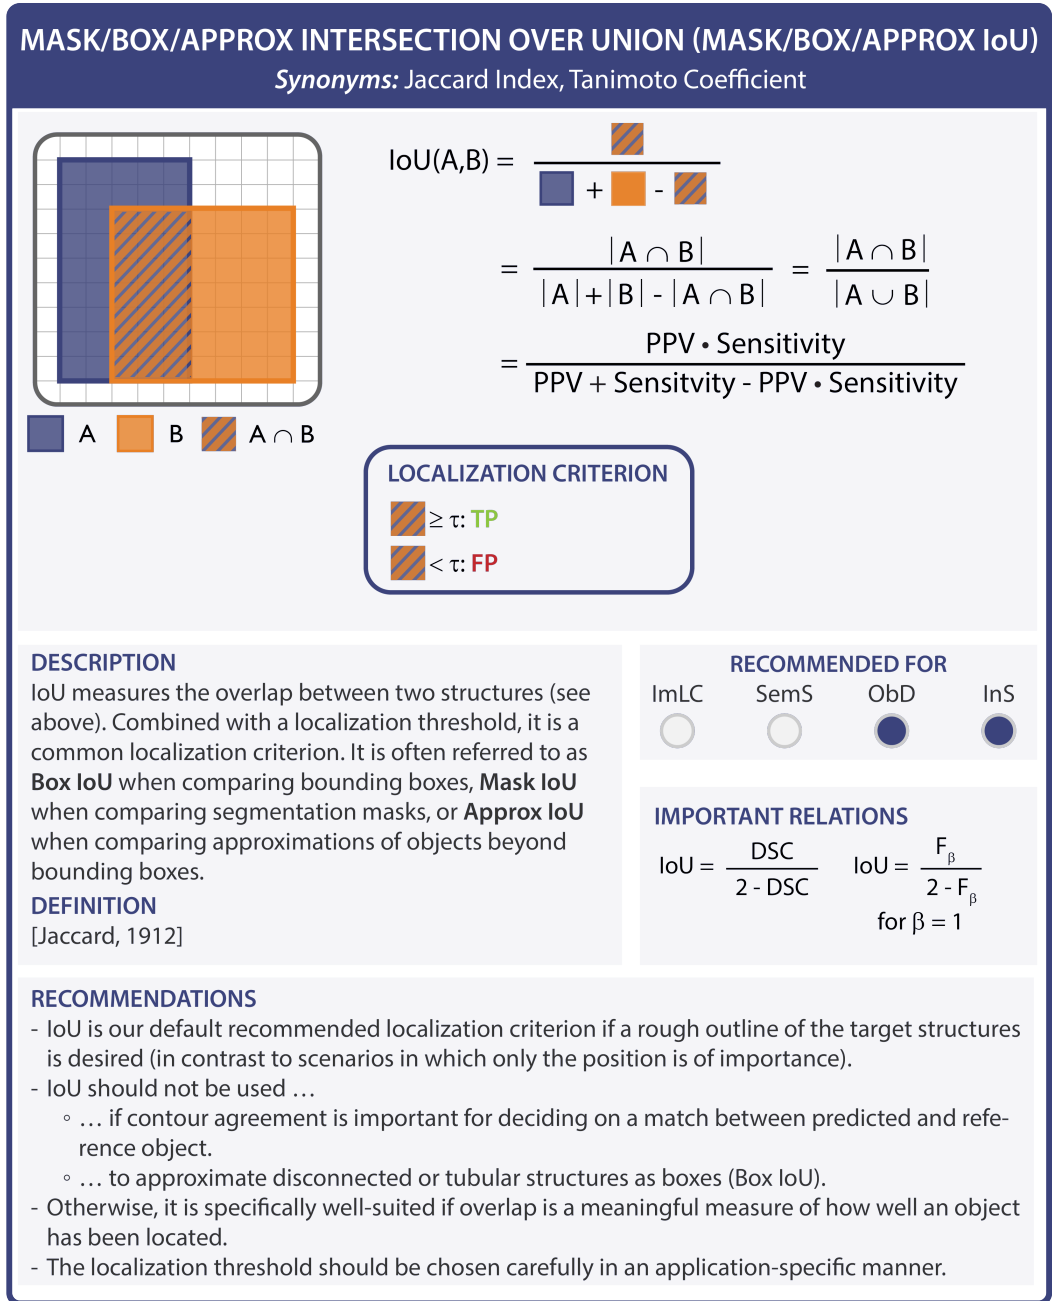 MASK/BOX/APPROX INTERSECTION OVER UNION (MASK/BOX/APPROX IoU)
Synonyms: Jaccard Index, Tanimoto Coefficient
IoU(A,B) =
+ -
= |A ∩ B| / |A|+|B| - |A ∩ B| = |A ∩ B| / |A ∪ B|
= PPV • Sensitivity / PPV + Sensitvity - PPV • Sensitivity
A B A ∩ B
LOCALIZATION CRITERION
≥ τ: TP
< τ: FP
DESCRIPTION
IoU measures the overlap between two structures (see
above). Combined with a localization threshold, it is a
common localization criterion. It is often referred to as
Box IoU when comparing bounding boxes, Mask IoU
when comparing segmentation masks, or Approx IoU
when comparing approximations of objects beyond
bounding boxes.
DEFINITION
[Jaccard, 1912]
RECOMMENDED FOR
ImLC SemS ObD InS
IMPORTANT RELATIONS
IoU = DSC / 2 - DSC IoU = Fβ / 2 - Fβ
for β = 1
RECOMMENDATIONS
- IoU is our default recommended localization criterion if a rough outline of the target structures
is desired (in contrast to scenarios in which only the position is of importance).
- IoU should not be used …
◦ … if contour agreement is important for deciding on a match between predicted and refe-
rence object.
◦ … to approximate disconnected or tubular structures as boxes (Box IoU).
- Otherwise, it is specifically well-suited if overlap is a meaningful measure of how well an object
has been located.
- The localization threshold should be chosen carefully in an application-specific manner.